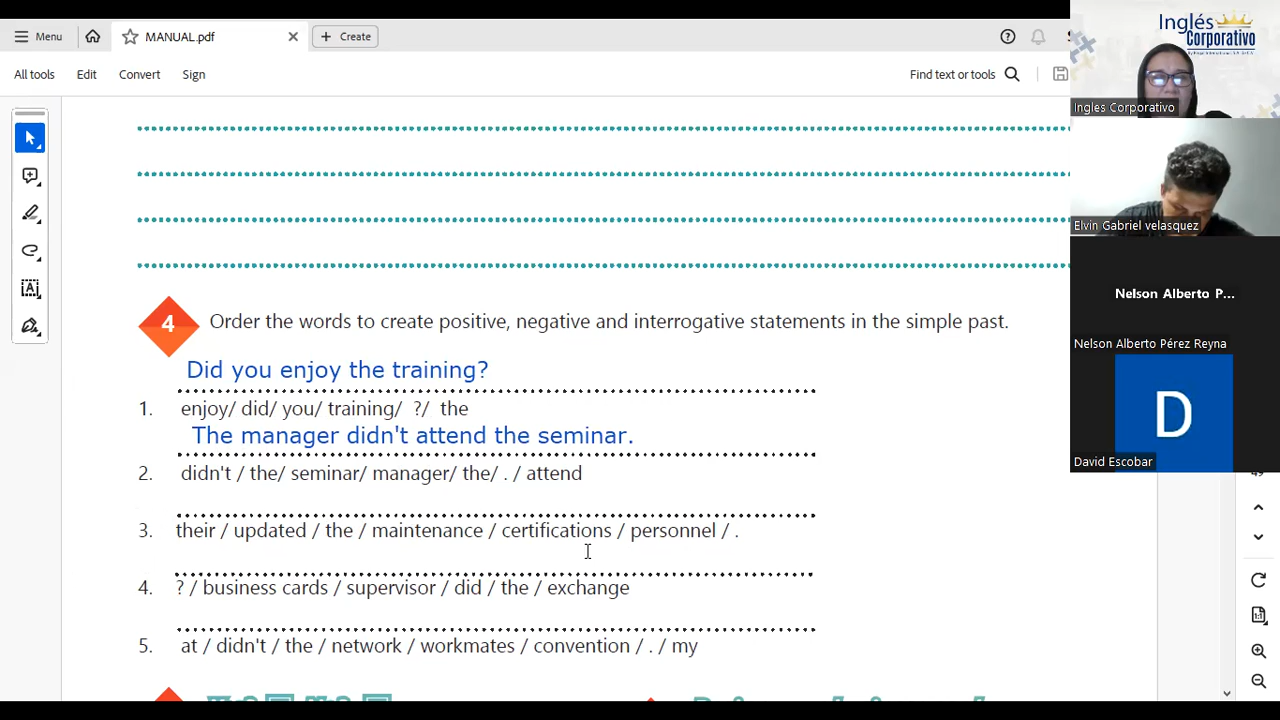 Menu
MANUAL.pdf
Create
All tools
Edit
Convert
Sign
Find text or tools
Inglés
Corporativo
Ingles Corporativo
Elvin Gabriel velasquez
Nelson Alberto P...
Nelson Alberto Pérez Reyna
D
David Escobar
4
Order the words to create positive, negative and interrogative statements in the simple past.
Did you enjoy the training?
1. enjoy/ did/ you/ training/ ?/ the
The manager didn't attend the seminar.
2. didn't / the/ seminar/ manager/ the/ . / attend
3. their / updated / the / maintenance / certifications / personnel / .
4. ? / business cards / supervisor / did / the / exchange
5. at / didn't / the / network / workmates / convention / . / my